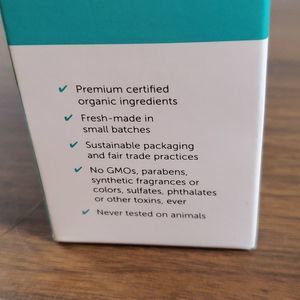 ✔ Premium certified
organic ingredients
✔ Fresh-made in
small batches
✔ Sustainable packaging
and fair trade practices
✔ No GMOs, parabens,
synthetic fragrances or
colors, sulfates, phthalates
or other toxins, ever
✔ Never tested on animals